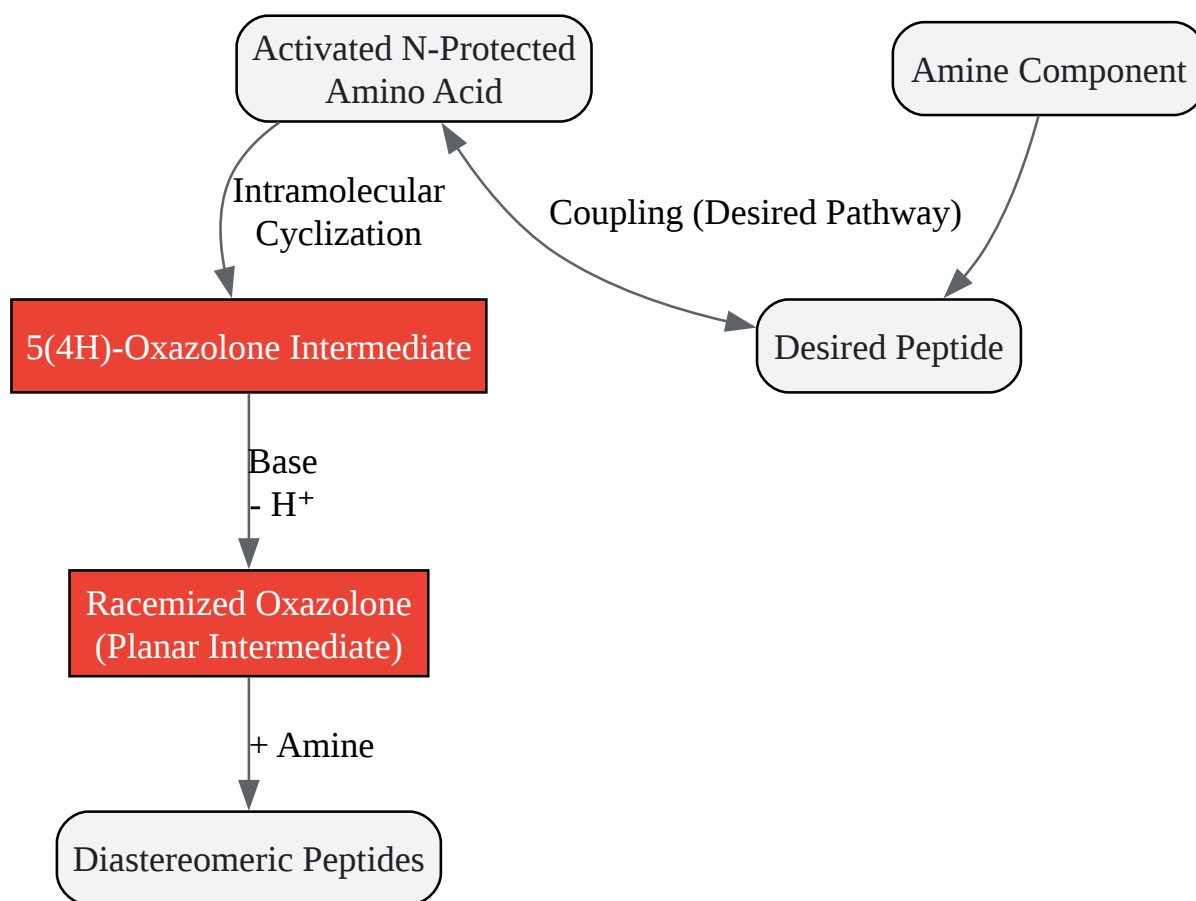 Activated N-Protected
Amino Acid
Amine Component
Intramolecular
Cyclization
Coupling (Desired Pathway)
5(4H)-Oxazolone Intermediate
Desired Peptide
Base
- H⁺
Racemized Oxazolone
(Planar Intermediate)
+ Amine
Diastereomeric Peptides